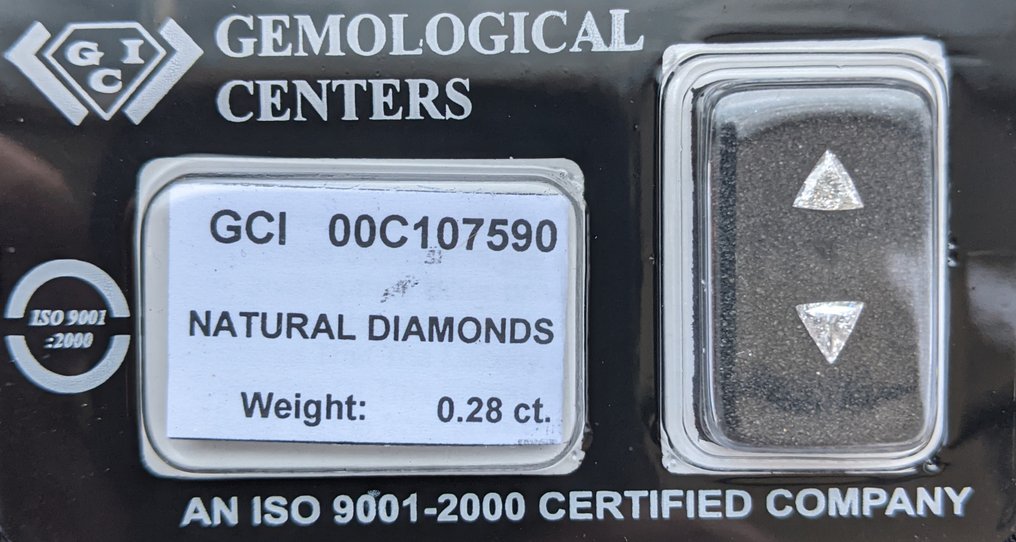 GCI
GEMOLOGICAL
CENTERS
GCI 00C107590
NATURAL DIAMONDS
Weight: 0.28 ct.
ISO 9001
:2000
AN ISO 9001-2000 CERTIFIED COMPANY